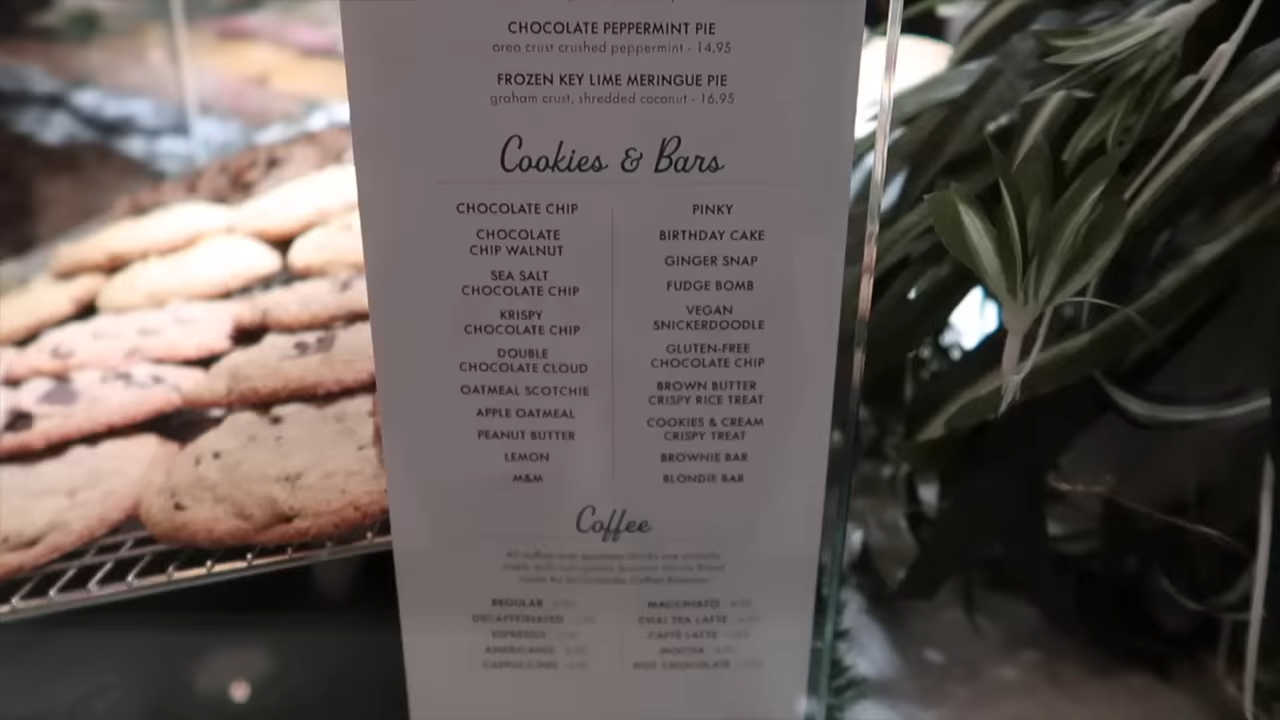 CHOCOLATE PEPPERMINT PIE
oreo crust crushed peppermint - 14.95
FROZEN KEY LIME MERINGUE PIE
graham crust, shredded coconut - 16.95
Cookies & Bars
CHOCOLATE CHIP
CHOCOLATE
CHIP WALNUT
SEA SALT
CHOCOLATE CHIP
KRISPY
CHOCOLATE CHIP
DOUBLE
CHOCOLATE CLOUD
OATMEAL SCOTCHIE
APPLE OATMEAL
PEANUT BUTTER
LEMON
M&M
PINKY
BIRTHDAY CAKE
GINGER SNAP
FUDGE BOMB
VEGAN
SNICKERDOODLE
GLUTEN-FREE
CHOCOLATE CHIP
BROWN BUTTER
CRISPY RICE TREAT
COOKIES & CREAM
CRISPY TREAT
BROWNIE BAR
BLONDIE BAR
Coffee
REGULAR
DECAFFEINATED
ESPRESSO
AMERICANO
CAPPUCCINO
MACCHIATO
CHAI TEA LATTE
CAFFÈ LATTE
MOCHA
HOT CHOCOLATE